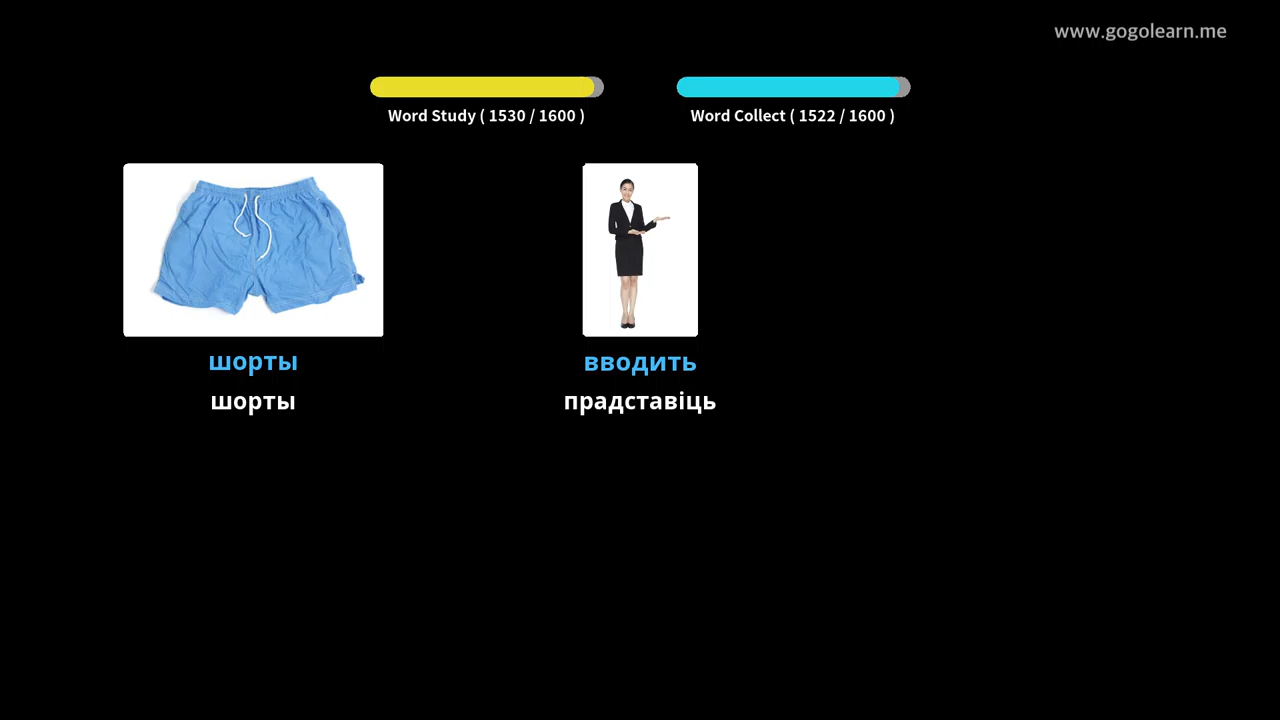 www.gogolearn.me
Word Study ( 1530 / 1600 )
Word Collect ( 1522 / 1600 )
шорты
шорты
вводить
прадставіць